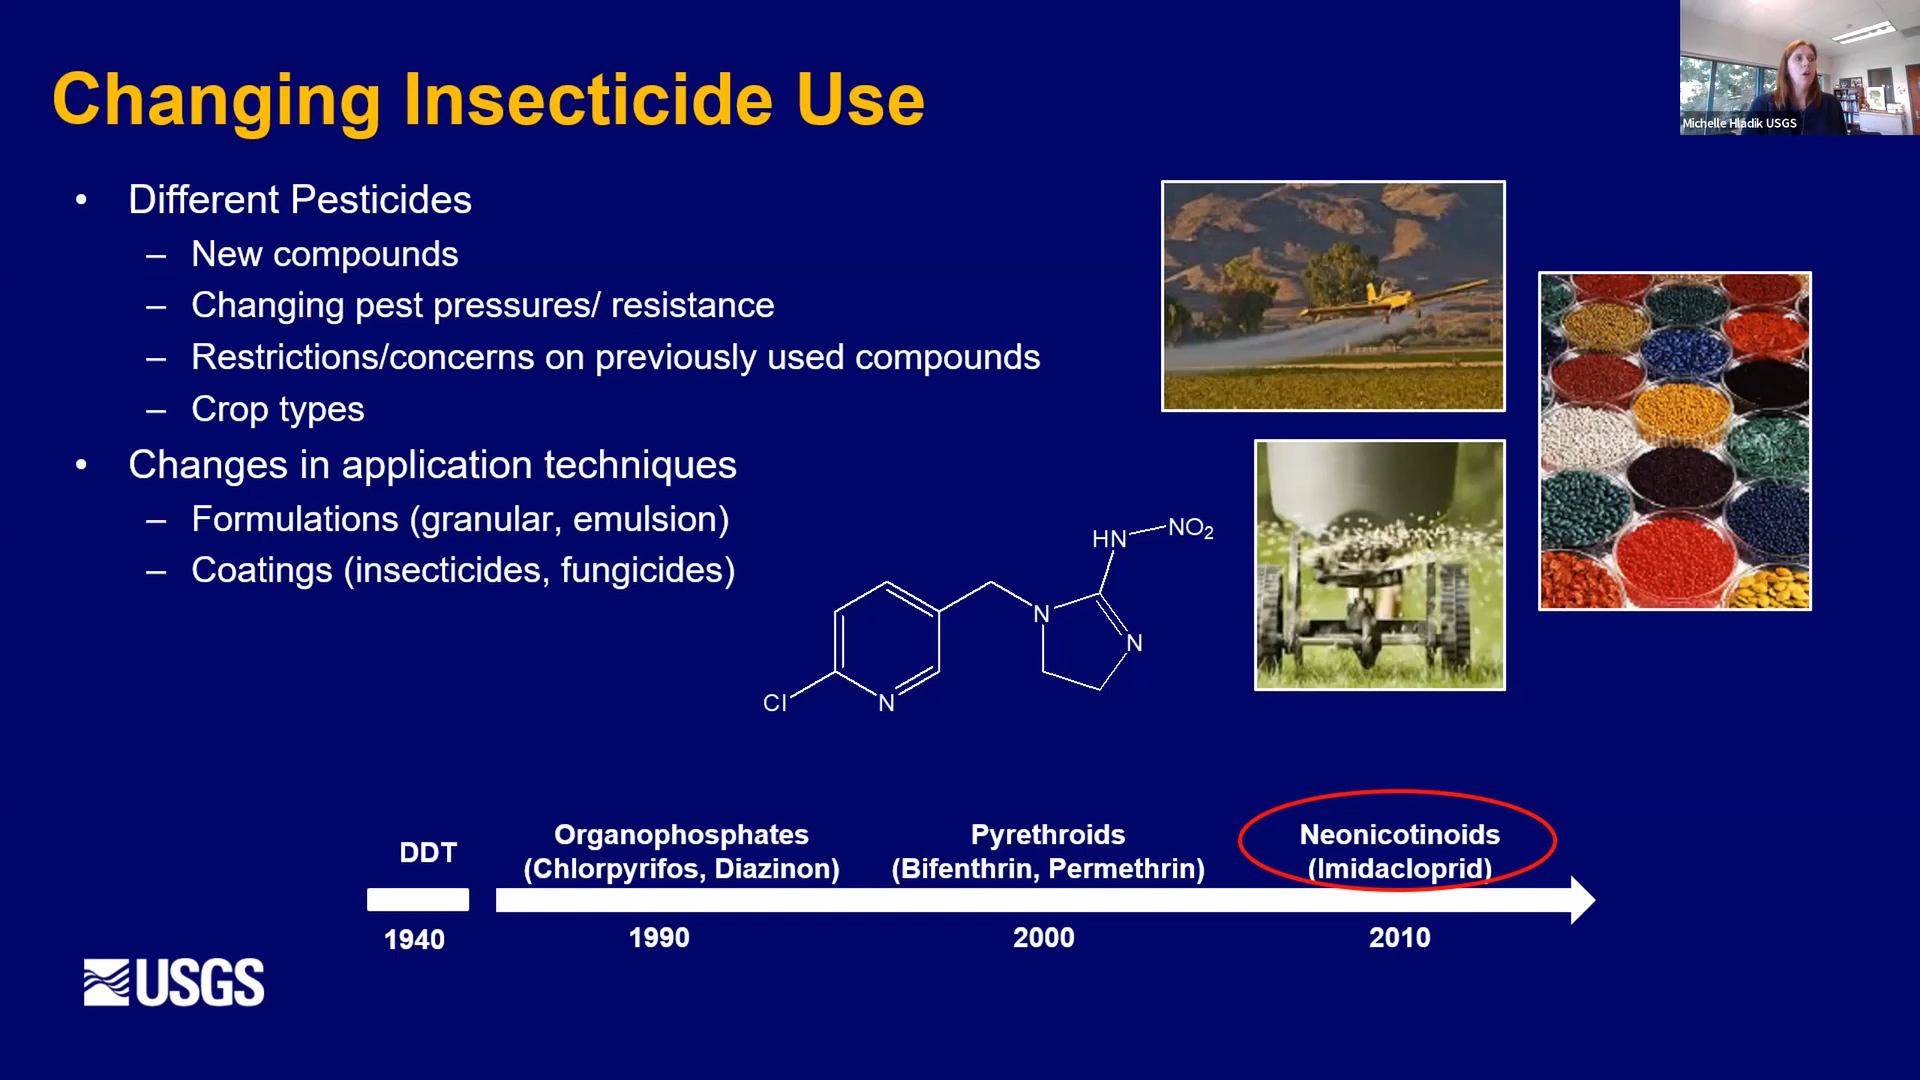 Changing Insecticide Use
Michelle Hladik USGS
• Different Pesticides
– New compounds
– Changing pest pressures/ resistance
– Restrictions/concerns on previously used compounds
– Crop types
• Changes in application techniques
– Formulations (granular, emulsion)
– Coatings (insecticides, fungicides)
HN NO2
N
N
Cl N
DDT
Organophosphates
(Chlorpyrifos, Diazinon)
Pyrethroids
(Bifenthrin, Permethrin)
Neonicotinoids
(Imidacloprid)
1940 1990 2000 2010
USGS